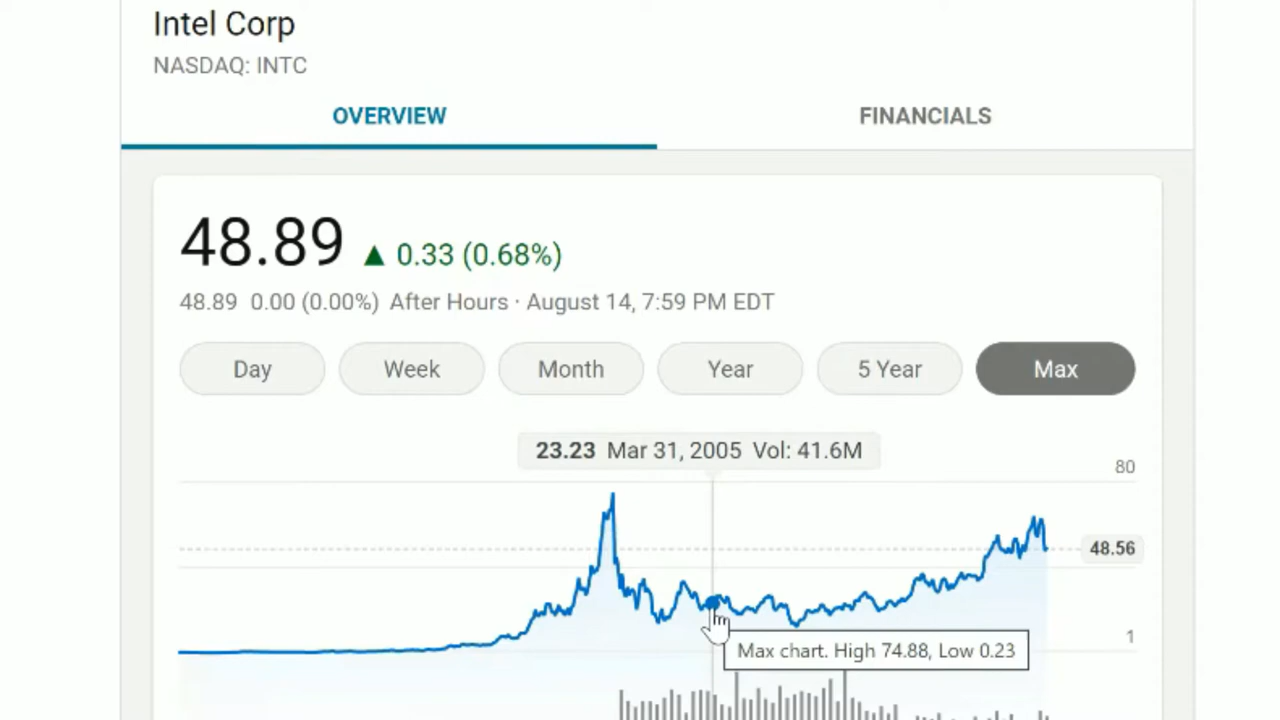 Intel Corp
NASDAQ: INTC
OVERVIEW FINANCIALS
48.89 ▲ 0.33 (0.68%)
48.89 0.00 (0.00%) After Hours · August 14, 7:59 PM EDT
Day Week Month Year 5 Year Max
23.23 Mar 31, 2005 Vol: 41.6M
80
48.56
1
Max chart. High 74.88, Low 0.23